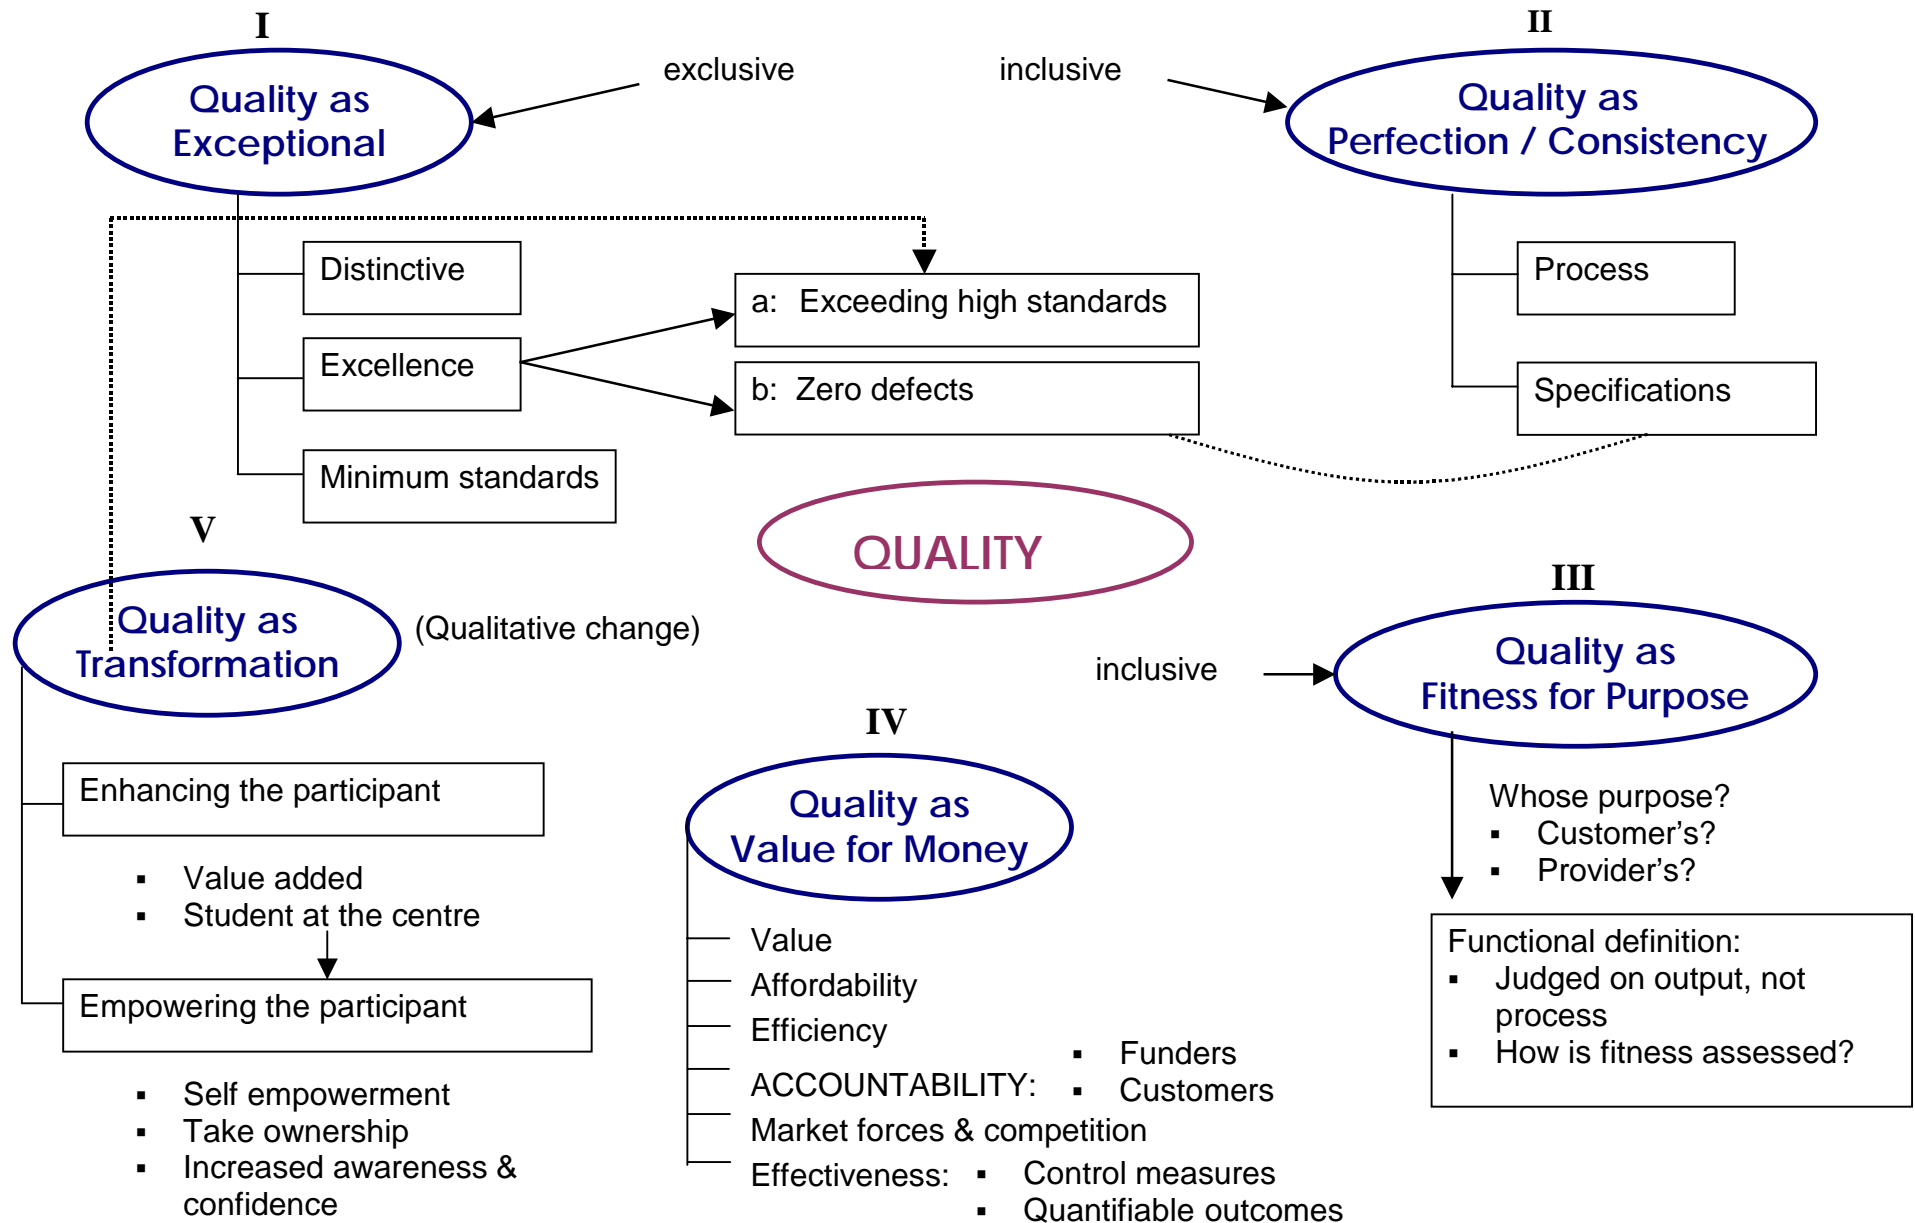 I
Quality as
Exceptional
exclusive
inclusive
II
Quality as
Perfection / Consistency
Distinctive
Excellence
Minimum standards
a: Exceeding high standards
b: Zero defects
Process
Specifications
QUALITY
V
Quality as
Transformation
(Qualitative change)
Enhancing the participant
▪ Value added
▪ Student at the centre
Empowering the participant
▪ Self empowerment
▪ Take ownership
▪ Increased awareness &
confidence
IV
Quality as
Value for Money
Value
Affordability
Efficiency
ACCOUNTABILITY:
▪ Funders
▪ Customers
Market forces & competition
Effectiveness:
▪ Control measures
▪ Quantifiable outcomes
inclusive
III
Quality as
Fitness for Purpose
Whose purpose?
▪ Customer’s?
▪ Provider’s?
Functional definition:
▪ Judged on output, not
process
▪ How is fitness assessed?